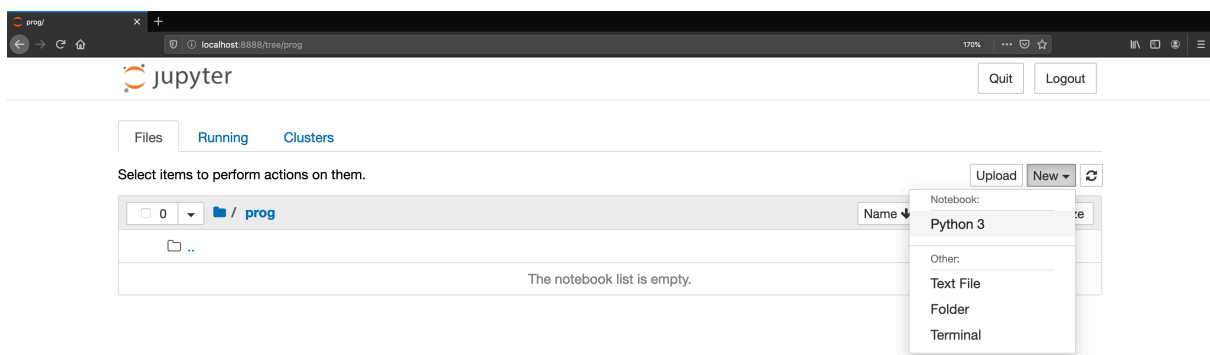 prog/
localhost:8888/tree/prog
170%
jupyter
Quit
Logout
Files
Running
Clusters
Select items to perform actions on them.
Upload
New
0
/ prog
Name
ze
..
The notebook list is empty.
Notebook:
Python 3
Other:
Text File
Folder
Terminal